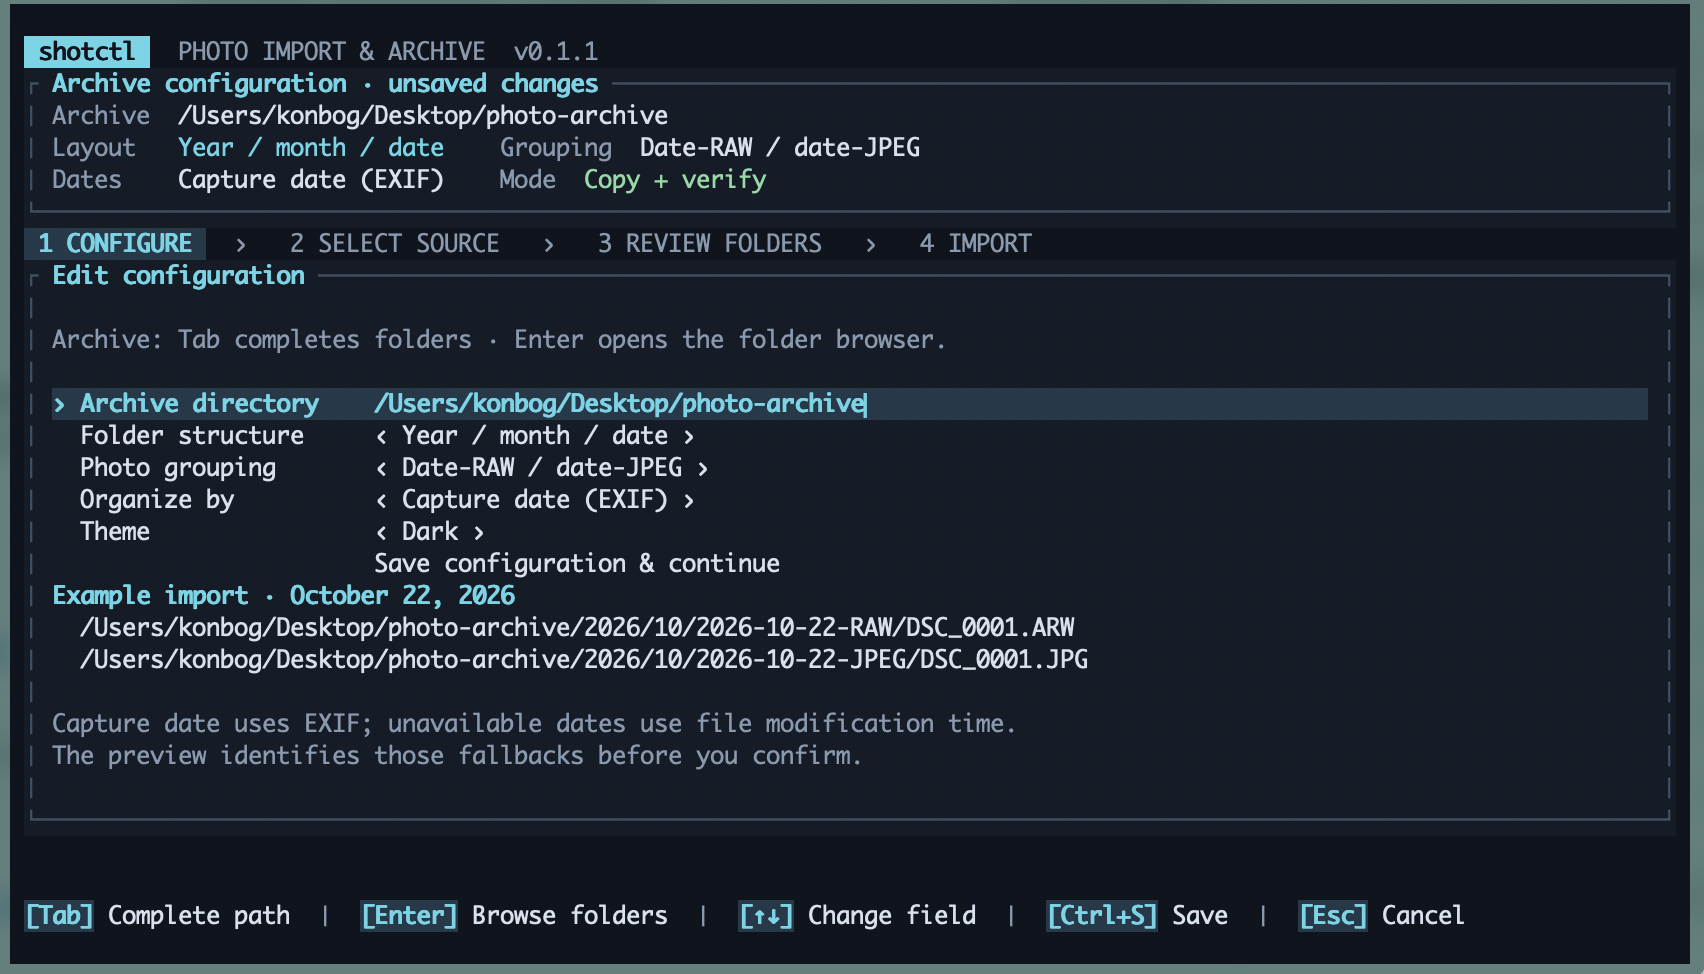 shotctl PHOTO IMPORT & ARCHIVE v0.1.1
Archive configuration · unsaved changes
Archive /Users/konbog/Desktop/photo-archive
Layout Year / month / date Grouping Date-RAW / date-JPEG
Dates Capture date (EXIF) Mode Copy + verify
1 CONFIGURE › 2 SELECT SOURCE › 3 REVIEW FOLDERS › 4 IMPORT
Edit configuration
Archive: Tab completes folders · Enter opens the folder browser.
› Archive directory /Users/konbog/Desktop/photo-archive
Folder structure ‹ Year / month / date ›
Photo grouping ‹ Date-RAW / date-JPEG ›
Organize by ‹ Capture date (EXIF) ›
Theme ‹ Dark ›
Save configuration & continue
Example import · October 22, 2026
/Users/konbog/Desktop/photo-archive/2026/10/2026-10-22-RAW/DSC_0001.ARW
/Users/konbog/Desktop/photo-archive/2026/10/2026-10-22-JPEG/DSC_0001.JPG
Capture date uses EXIF; unavailable dates use file modification time.
The preview identifies those fallbacks before you confirm.
[Tab] Complete path | [Enter] Browse folders | [↑↓] Change field | [Ctrl+S] Save | [Esc] Cancel